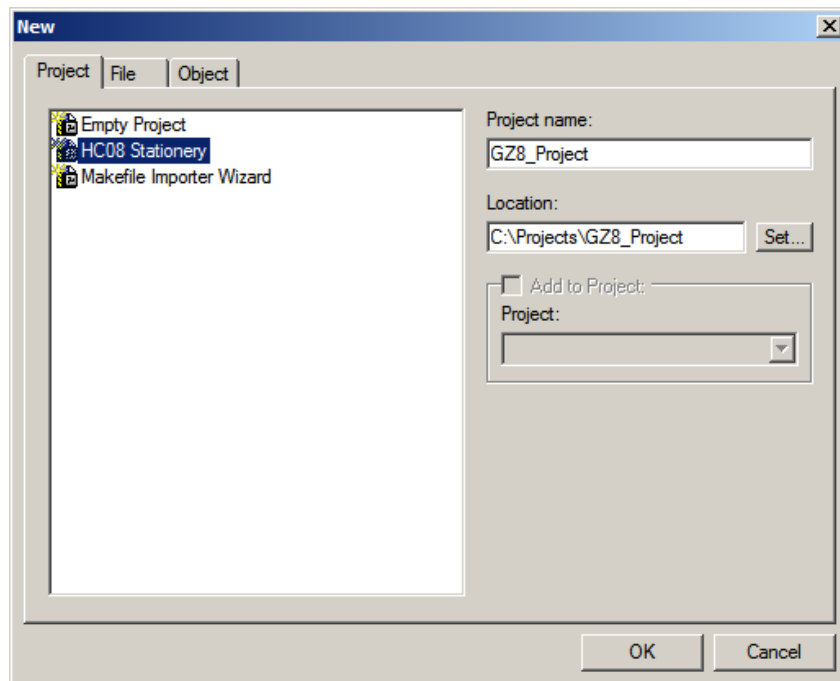 New
Project File Object
Empty Project
HC08 Stationery
Makefile Importer Wizard
Project name:
GZ8_Project
Location:
C:\Projects\GZ8_Project Set...
Add to Project:
Project:
OK Cancel